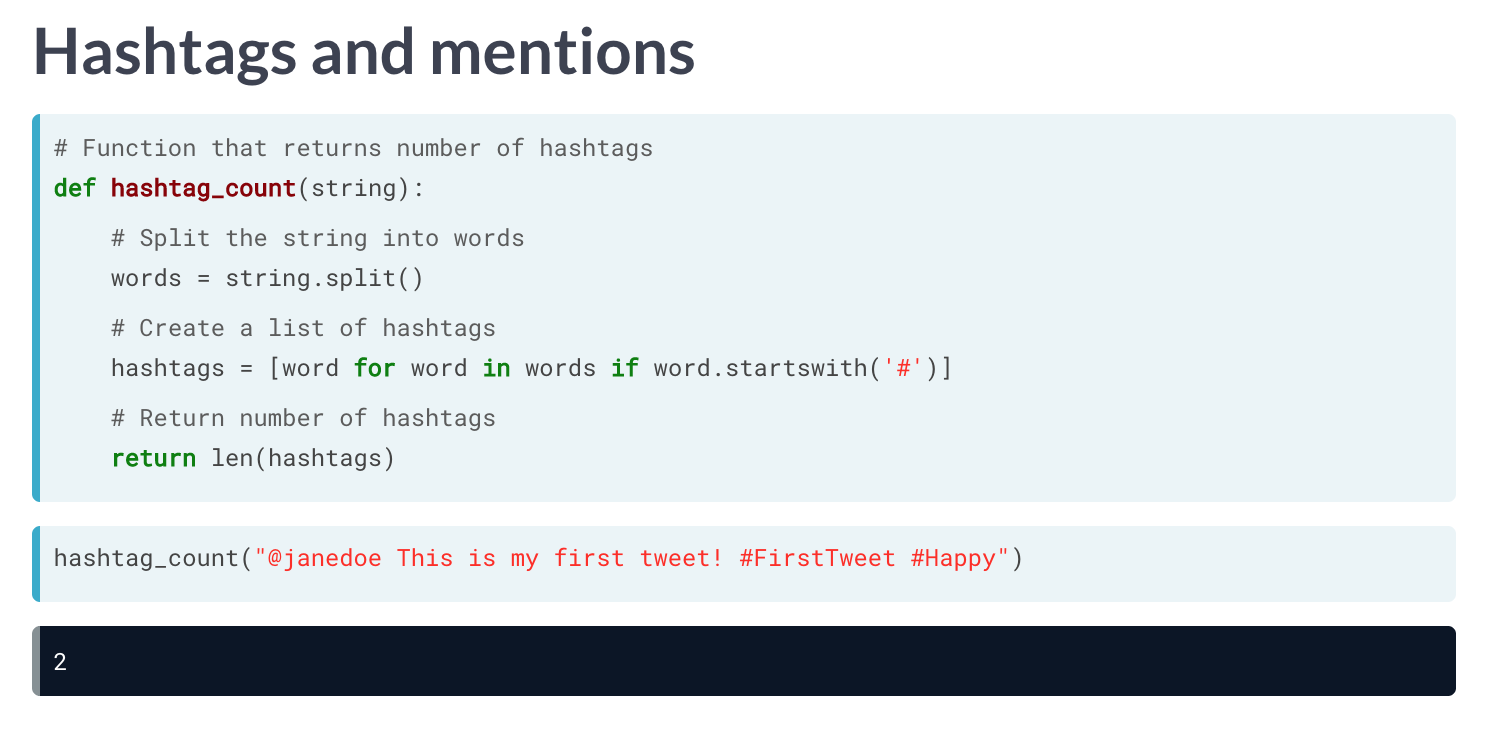 Hashtags and mentions
# Function that returns number of hashtags
def hashtag_count(string):
    # Split the string into words
    words = string.split()
    # Create a list of hashtags
    hashtags = [word for word in words if word.startswith('#')]
    # Return number of hashtags
    return len(hashtags)
hashtag_count("@janedoe This is my first tweet! #FirstTweet #Happy")
2